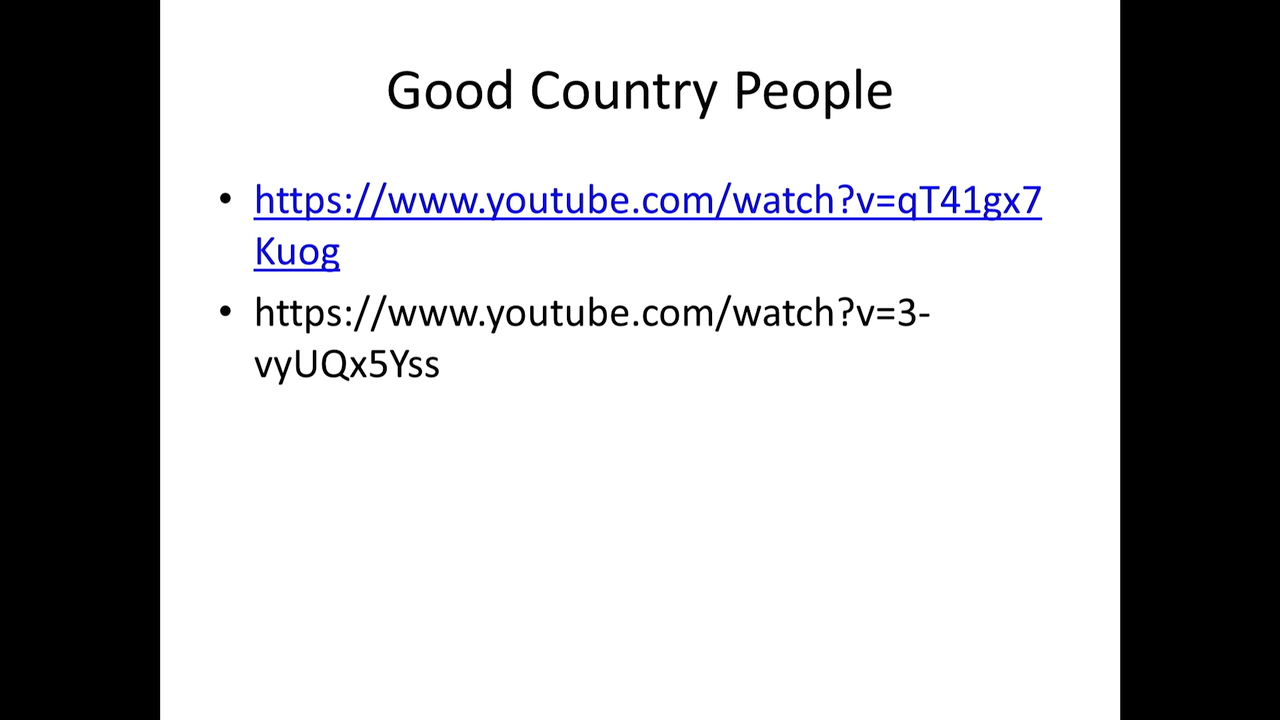 Good Country People
• https://www.youtube.com/watch?v=qT41gx7
Kuog
• https://www.youtube.com/watch?v=3-
vyUQx5Yss